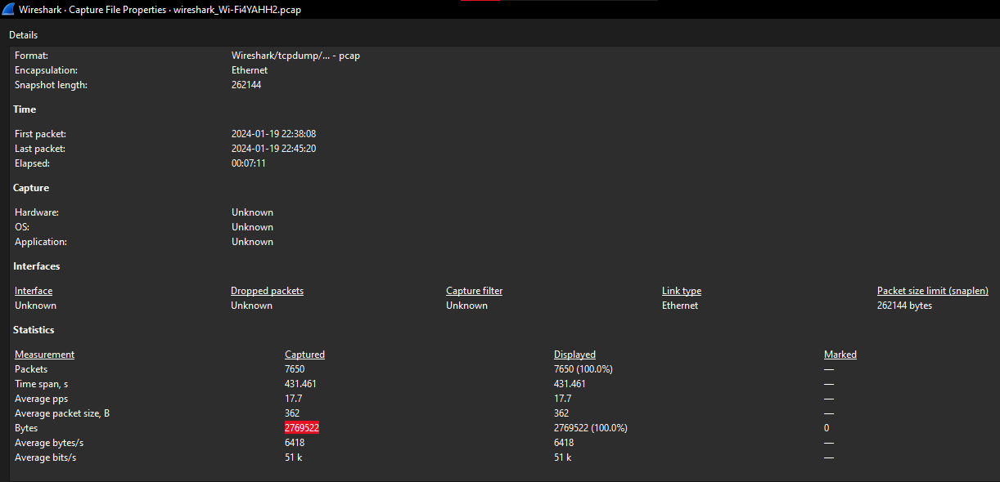 Wireshark · Capture File Properties · wireshark_Wi-Fi4YAHH2.pcap
Details
Format: Wireshark/tcpdump/... - pcap
Encapsulation: Ethernet
Snapshot length: 262144
Time
First packet: 2024-01-19 22:38:08
Last packet: 2024-01-19 22:45:20
Elapsed: 00:07:11
Capture
Hardware: Unknown
OS: Unknown
Application: Unknown
Interfaces
Interface Dropped packets Capture filter Link type Packet size limit (snaplen)
Unknown Unknown Unknown Ethernet 262144 bytes
Statistics
Measurement Captured Displayed Marked
Packets 7650 7650 (100.0%) —
Time span, s 431.461 431.461 —
Average pps 17.7 17.7 —
Average packet size, B 362 362 —
Bytes 2769522 2769522 (100.0%) 0
Average bytes/s 6418 6418 —
Average bits/s 51 k 51 k —